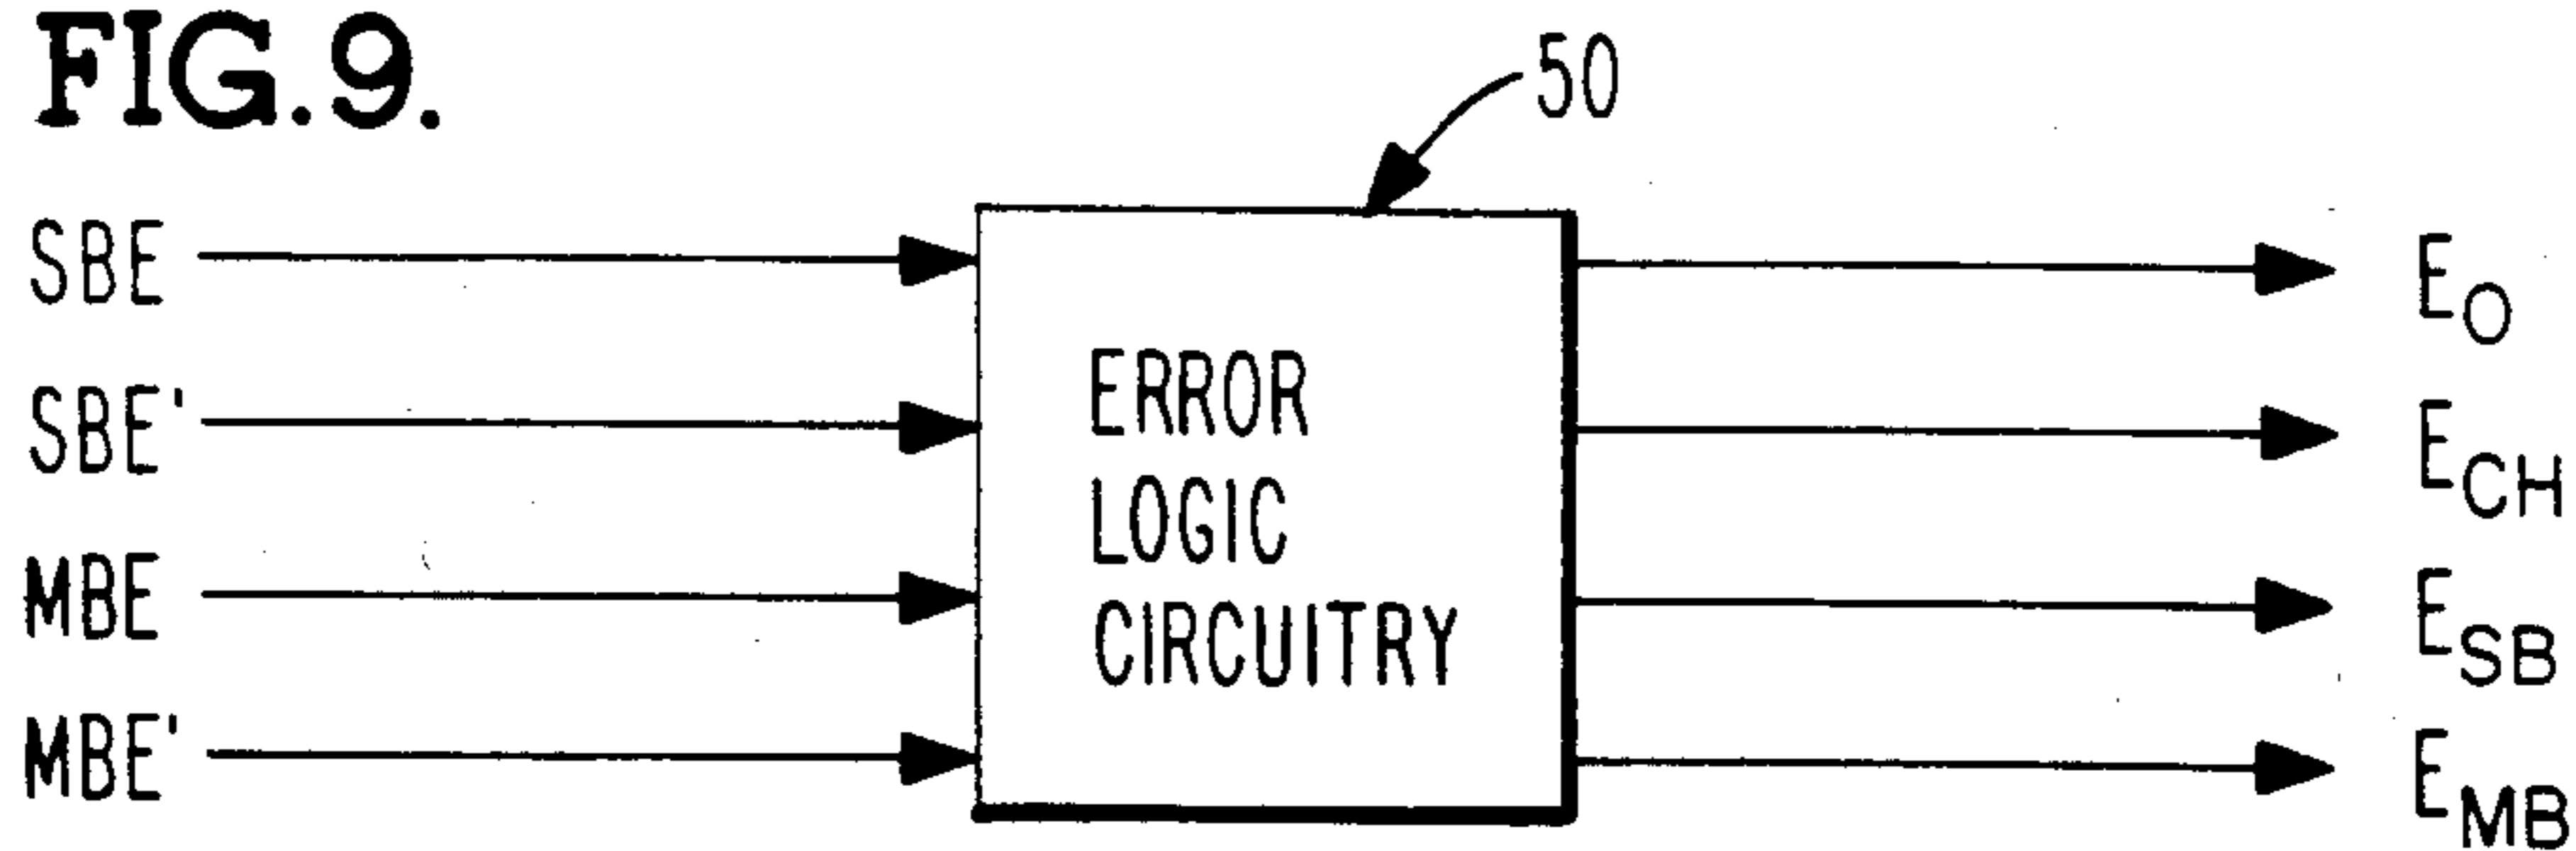 FIG.9.
50
SBE
SBE'
MBE
MBE'
ERROR
LOGIC
CIRCUITRY
EO
ECH
ESB
EMB